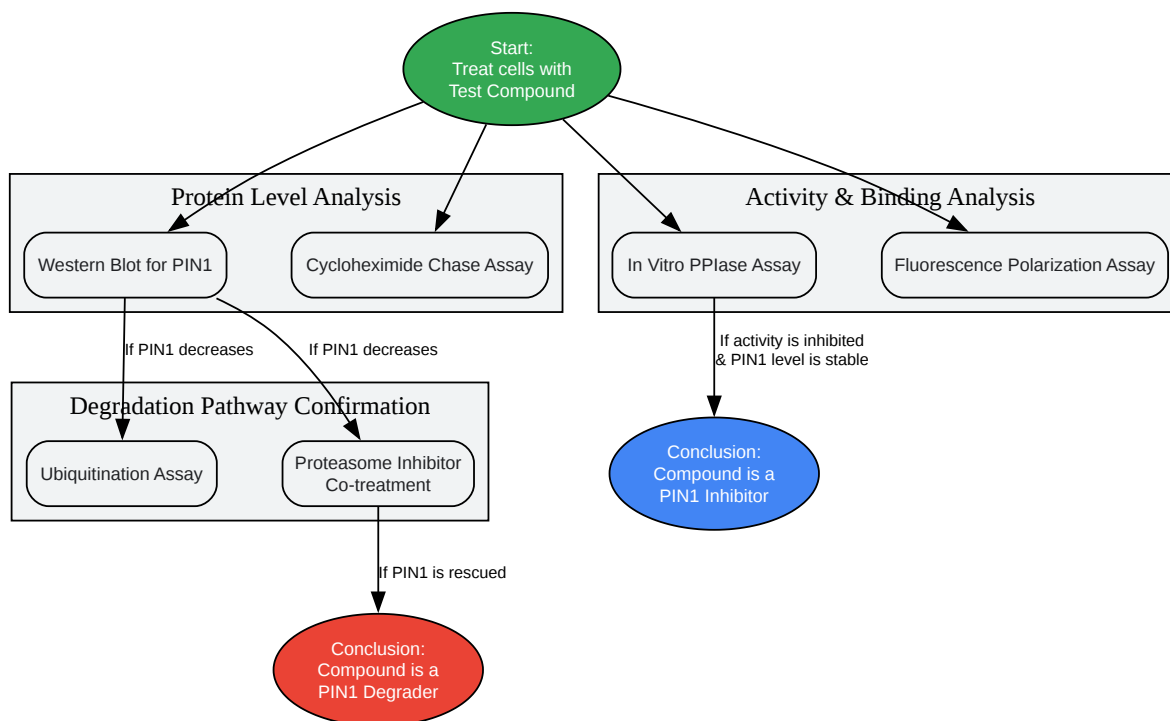 Start:
Treat cells with
Test Compound
Protein Level Analysis
Activity & Binding Analysis
Western Blot for PIN1
Cycloheximide Chase Assay
In Vitro PPIase Assay
Fluorescence Polarization Assay
If PIN1 decreases
If PIN1 decreases
If activity is inhibited
& PIN1 level is stable
Degradation Pathway Confirmation
Ubiquitination Assay
Proteasome Inhibitor
Co-treatment
Conclusion:
Compound is a
PIN1 Inhibitor
If PIN1 is rescued
Conclusion:
Compound is a
PIN1 Degrader